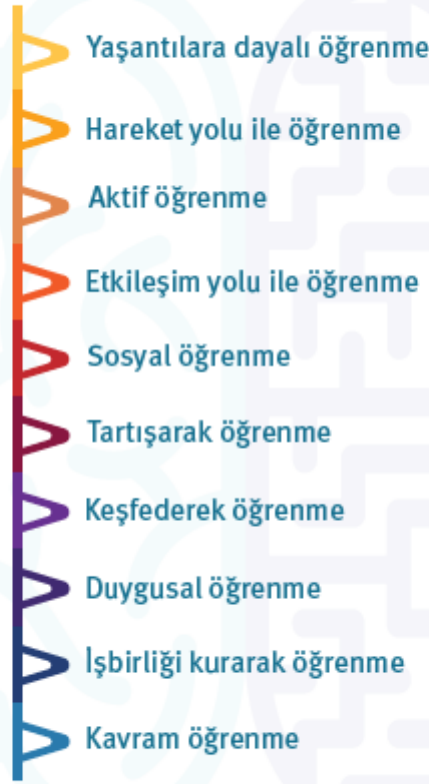 Yaşantılara dayalı öğrenme
Hareket yolu ile öğrenme
Aktif öğrenme
Etkileşim yolu ile öğrenme
Sosyal öğrenme
Tartışarak öğrenme
Keşfederek öğrenme
Duygusal öğrenme
İşbirliği kurarak öğrenme
Kavram öğrenme